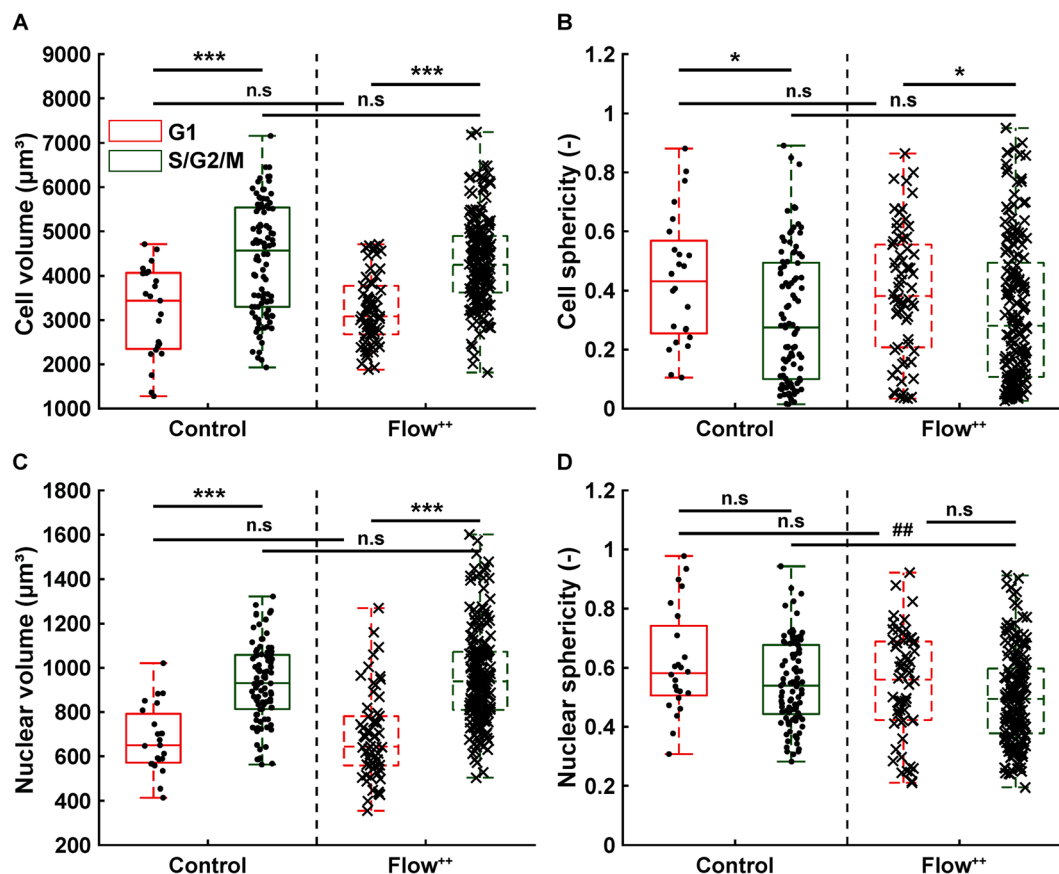 A
Cell volume (µm³)
9000
8000
7000
6000
5000
4000
3000
2000
1000
***
***
n.s
n.s
G1
S/G2/M
Control
Flow⁺⁺
B
Cell sphericity (-)
1.2
1
0.8
0.6
0.4
0.2
0
*
*
n.s
n.s
Control
Flow⁺⁺
C
Nuclear volume (µm³)
1800
1600
1400
1200
1000
800
600
400
200
***
***
n.s
n.s
Control
Flow⁺⁺
D
Nuclear sphericity (-)
1.2
1
0.8
0.6
0.4
0.2
0
n.s
n.s
n.s
##
Control
Flow⁺⁺